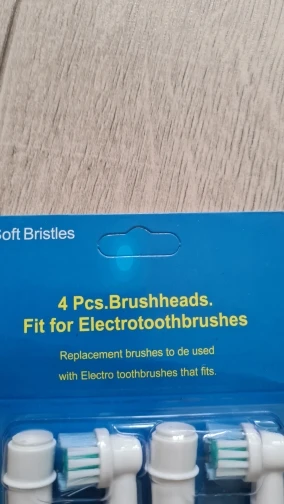 Soft Bristles
4 Pcs.Brushheads.
Fit for Electrotoothbrushes
Replacement brushes to de used
with Electro toothbrushes that fits.